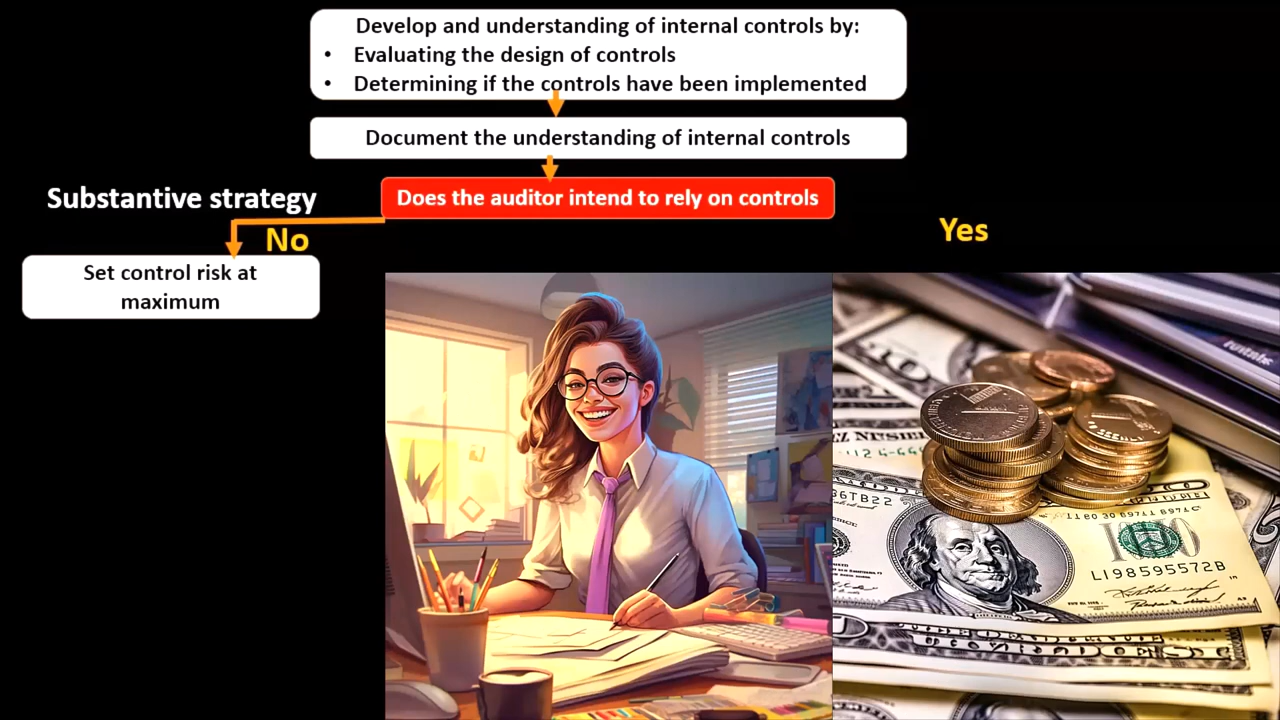 Develop and understanding of internal controls by:
• Evaluating the design of controls
• Determining if the controls have been implemented
Document the understanding of internal controls
Does the auditor intend to rely on controls
Substantive strategy
No
Yes
Set control risk at
maximum
LI98595572B